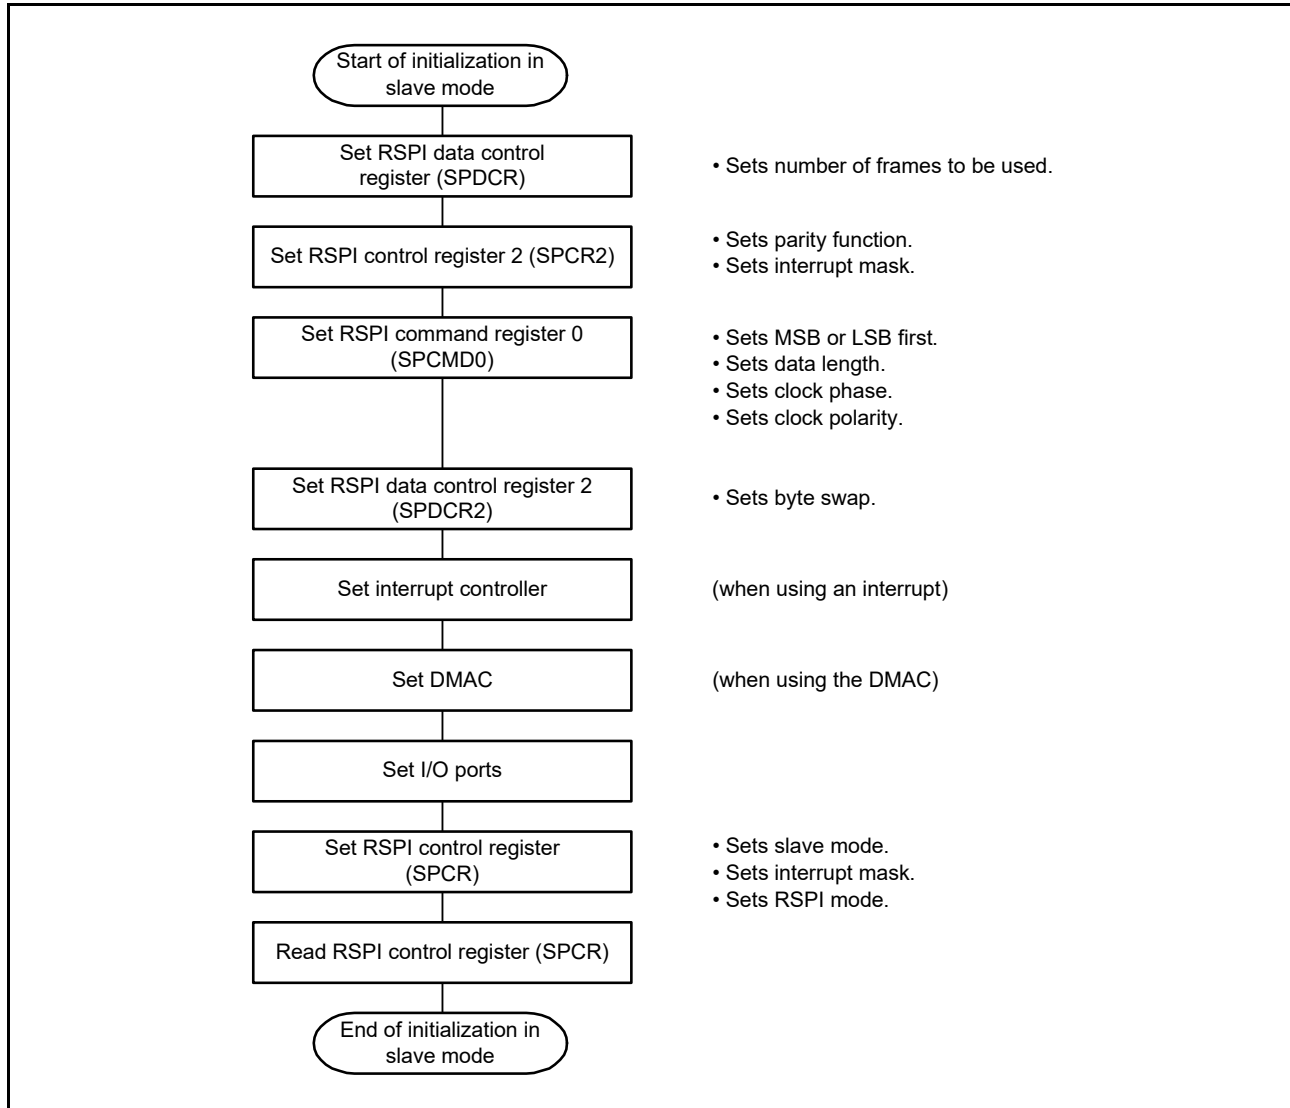 Start of initialization in
slave mode
Set RSPI data control
register (SPDCR)
• Sets number of frames to be used.
Set RSPI control register 2 (SPCR2)
• Sets parity function.
• Sets interrupt mask.
Set RSPI command register 0
(SPCMD0)
• Sets MSB or LSB first.
• Sets data length.
• Sets clock phase.
• Sets clock polarity.
Set RSPI data control register 2
(SPDCR2)
• Sets byte swap.
Set interrupt controller
(when using an interrupt)
Set DMAC
(when using the DMAC)
Set I/O ports
Set RSPI control register
(SPCR)
• Sets slave mode.
• Sets interrupt mask.
• Sets RSPI mode.
Read RSPI control register (SPCR)
End of initialization in
slave mode